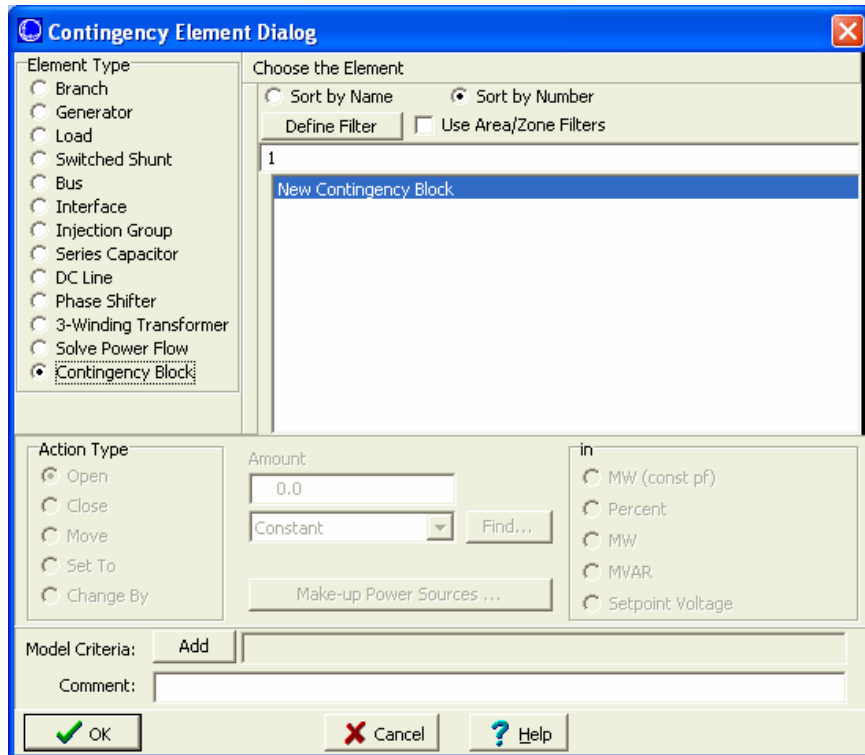 Contingency Element Dialog
Element Type
Branch
Generator
Load
Switched Shunt
Bus
Interface
Injection Group
Series Capacitor
DC Line
Phase Shifter
3-Winding Transformer
Solve Power Flow
Contingency Block
Choose the Element
Sort by Name Sort by Number
Define Filter Use Area/Zone Filters
1
New Contingency Block
Action Type
Open
Close
Move
Set To
Change By
Amount
0.0
Constant Find...
Make-up Power Sources ...
in
MW (const pf)
Percent
MW
MVAR
Setpoint Voltage
Model Criteria: Add
Comment:
OK Cancel ? Help